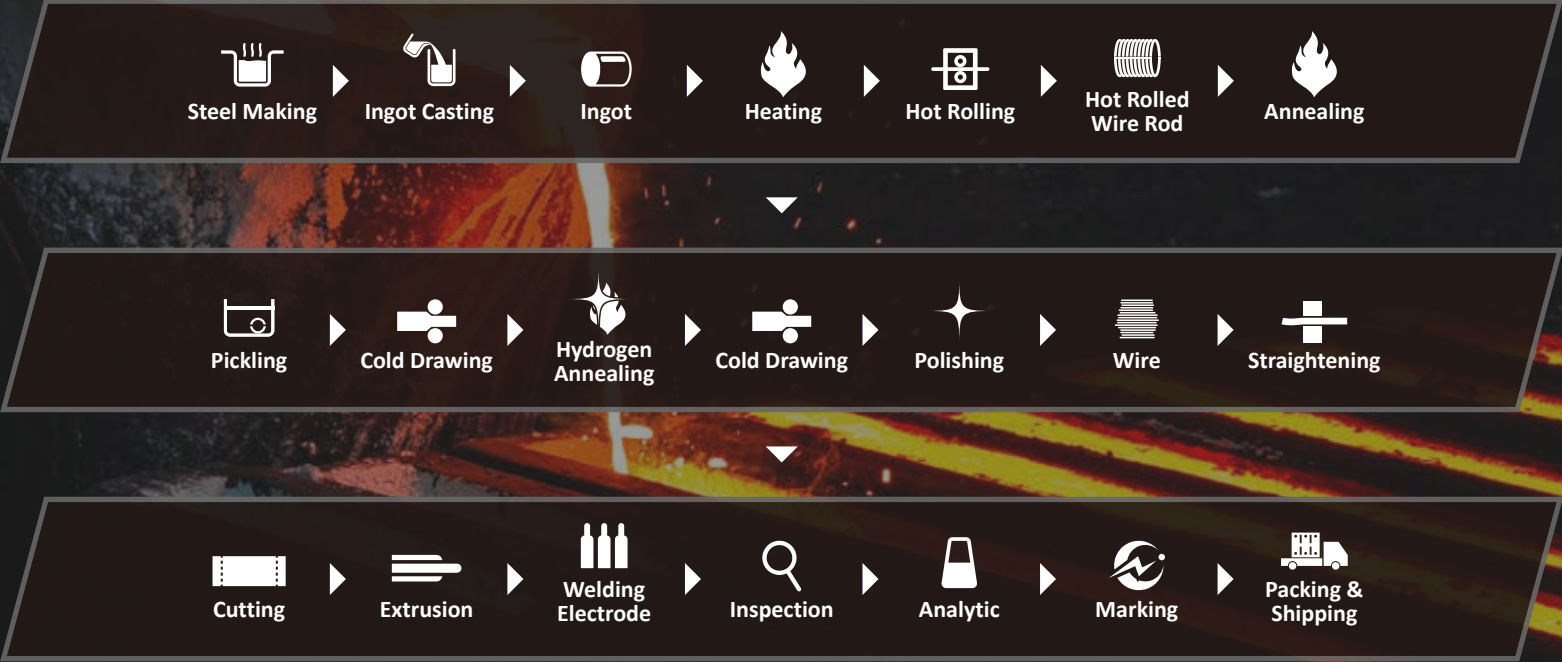 Steel Making
Ingot Casting
Ingot
Heating
Hot Rolling
Hot Rolled
Wire Rod
Annealing
Pickling
Cold Drawing
Hydrogen
Annealing
Cold Drawing
Polishing
Wire
Straightening
Cutting
Extrusion
Welding
Electrode
Inspection
Analytic
Marking
Packing &
Shipping